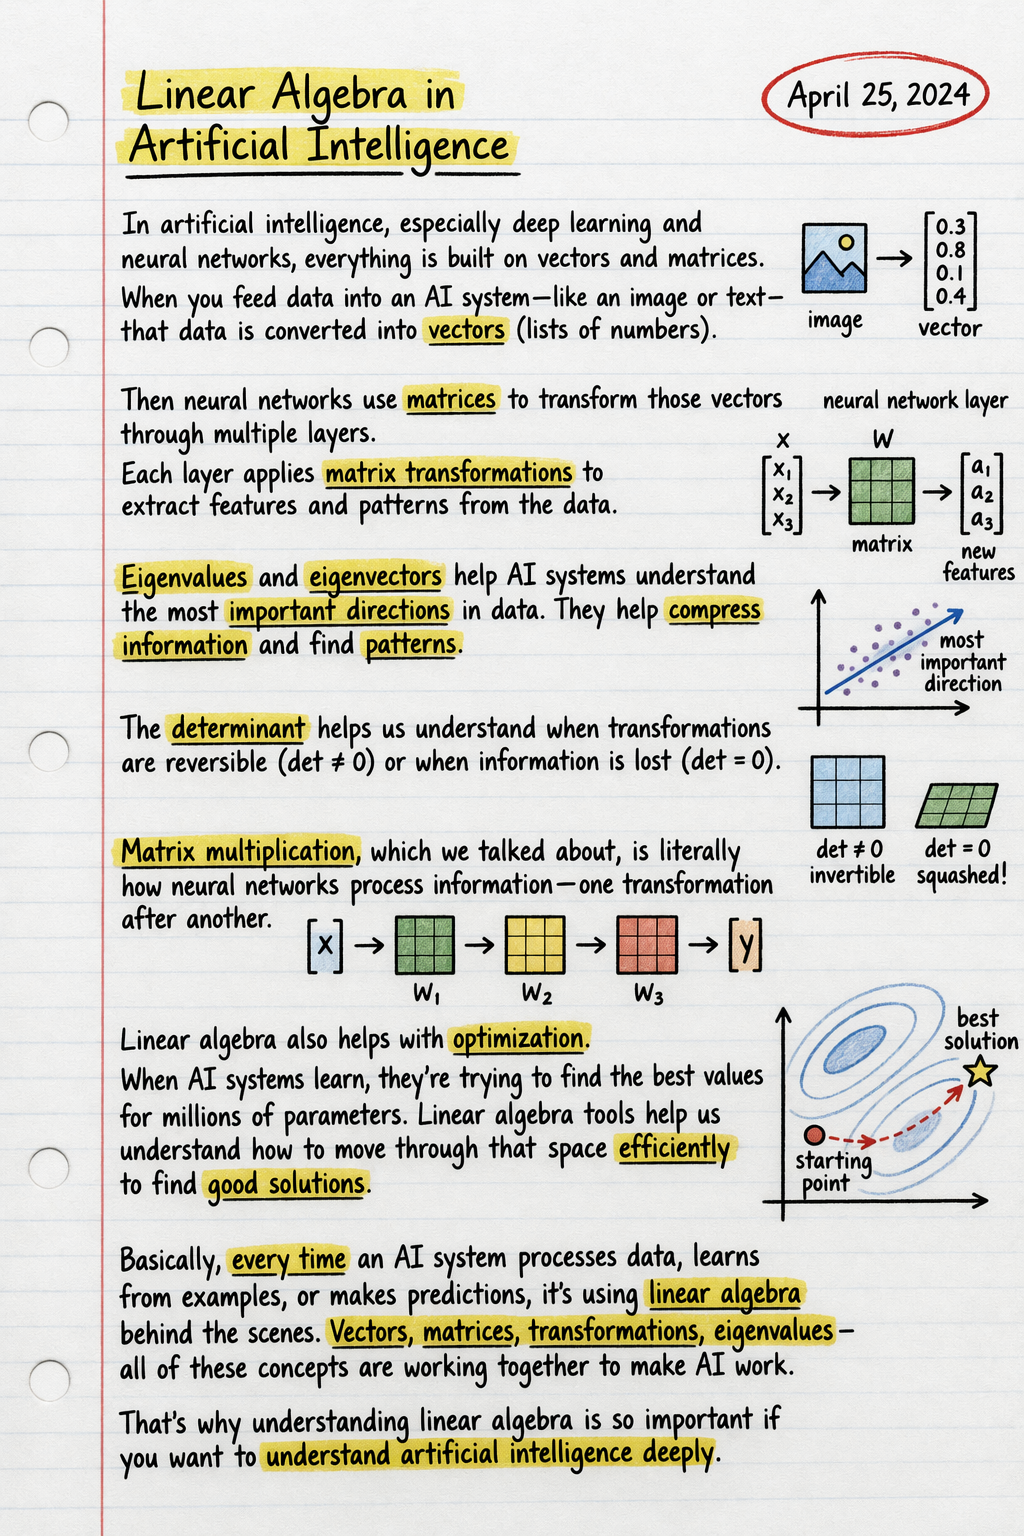 Linear Algebra in
Artificial Intelligence
April 25, 2024
In artificial intelligence, especially deep learning and
neural networks, everything is built on vectors and matrices.
When you feed data into an AI system—like an image or text—
that data is converted into vectors (lists of numbers).
image
0.3
0.8
0.1
0.4
vector
Then neural networks use matrices to transform those vectors
through multiple layers.
Each layer applies matrix transformations to
extract features and patterns from the data.
neural network layer
x
W
x₁
x₂
x₃
a₁
a₂
a₃
matrix
new
features
Eigenvalues and eigenvectors help AI systems understand
the most important directions in data. They help compress
information and find patterns.
most
important
direction
The determinant helps us understand when transformations
are reversible (det ≠ 0) or when information is lost (det = 0).
det ≠ 0
invertible
det = 0
squashed!
Matrix multiplication, which we talked about, is literally
how neural networks process information—one transformation
after another.
x
y
W₁
W₂
W₃
Linear algebra also helps with optimization.
When AI systems learn, they're trying to find the best values
for millions of parameters. Linear algebra tools help us
understand how to move through that space efficiently
to find good solutions.
best
solution
starting
point
Basically, every time an AI system processes data, learns
from examples, or makes predictions, it's using linear algebra
behind the scenes. Vectors, matrices, transformations, eigenvalues—
all of these concepts are working together to make AI work.
That's why understanding linear algebra is so important if
you want to understand artificial intelligence deeply.